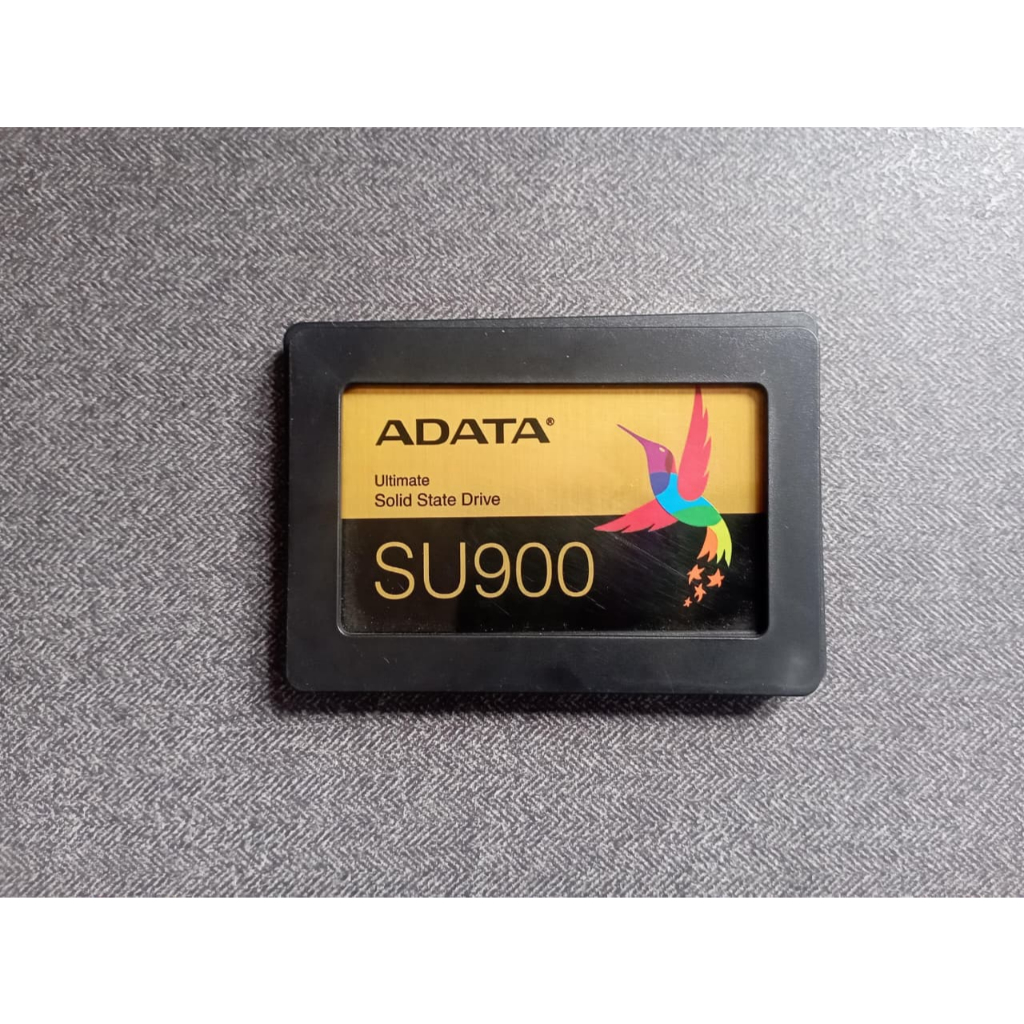 ADATA®
Ultimate
Solid State Drive
SU900